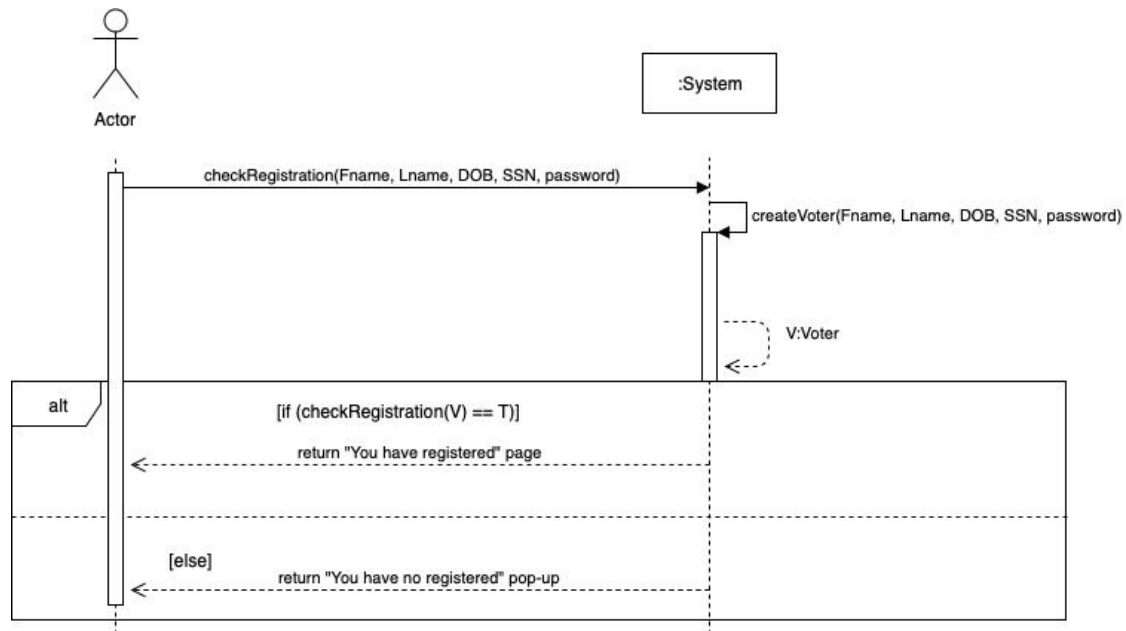 :System
Actor
checkRegistration(Fname, Lname, DOB, SSN, password)
createVoter(Fname, Lname, DOB, SSN, password)
V:Voter
alt
[if (checkRegistration(V) == T)]
return "You have registered" page
[else]
return "You have no registered" pop-up